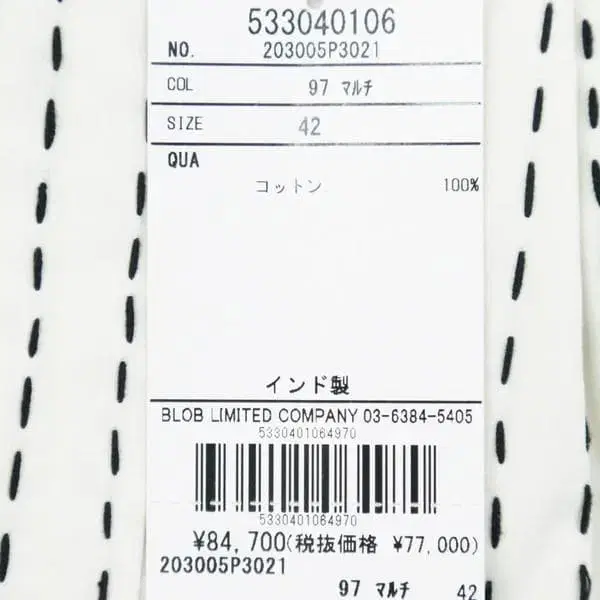 533040106
NO. 203005P3021
COL 97 ﾏﾙﾁ
SIZE 42
QUA
コットン 100%
インド製
BLOB LIMITED COMPANY 03-6384-5405
5330401064970
5330401064970
¥84,700(税抜価格 ¥77,000)
203005P3021
97 ﾏﾙﾁ 42